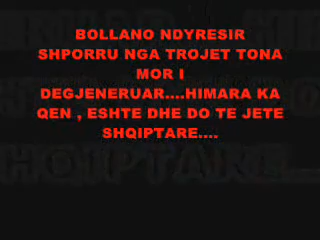 BOLLANO NDYRESIR
SHPORRU NGA TROJET TONA
MOR I
DEGJENERUAR....HIMARA KA
QEN , ESHTE DHE DO TE JETE
SHQIPTARE....